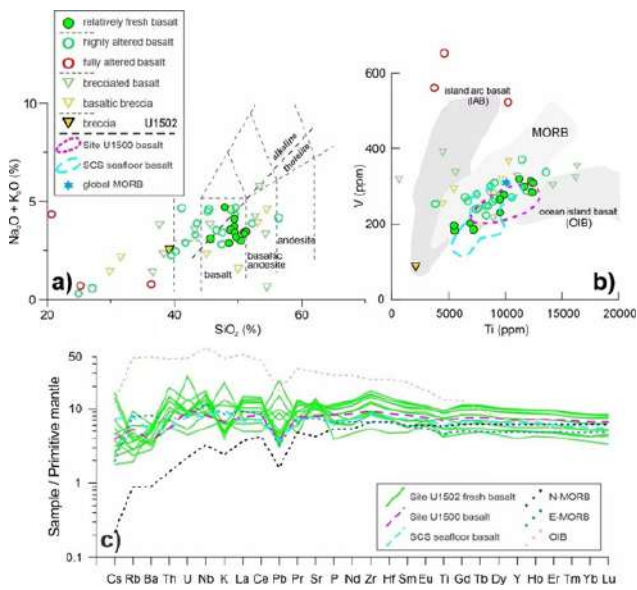 a)
relatively fresh basalt
highly altered basalt
fully altered basalt
brecciated basalt
basaltic breccia
breccia U1502
Site U1500 basalt
SCS seafloor basalt
global MORB
alkaline
tholeiite
basalt
basaltic
andesite
andesite
Na₂O + K₂O (%)
10
5
0
20
40
60
SiO₂ (%)
b)
island arc basalt
(IAB)
MORB
ocean island basalt
(OIB)
V (ppm)
600
400
200
0
0
5000
10000
15000
20000
Ti (ppm)
c)
Sample / Primitive mantle
50
10
1
0.1
Site U1502 fresh basalt
Site U1500 basalt
SCS seafloor basalt
N-MORB
E-MORB
OIB
Cs Rb Ba Th U Nb K La Ce Pb Pr Sr P Nd Zr Hf Sm Eu Ti Gd Tb Dy Y Ho Er Tm Yb Lu